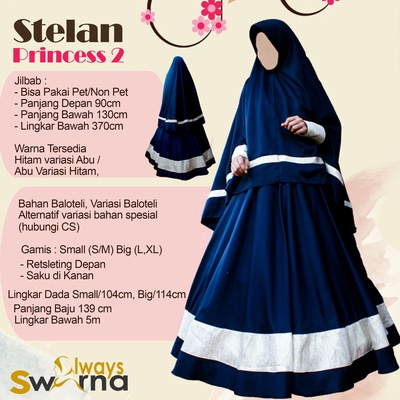 Stelan
Princess 2
Jilbab :
- Bisa Pakai Pet/Non Pet
- Panjang Depan 90cm
- Panjang Bawah 130cm
- Lingkar Bawah 370cm
Warna Tersedia
Hitam variasi Abu /
Abu Variasi Hitam,
Bahan Baloteli, Variasi Baloteli
Alternatif variasi bahan spesial
(hubungi CS)
Gamis : Small (S/M) Big (L,XL)
- Retsleting Depan
- Saku di Kanan
Lingkar Dada Small/104cm, Big/114cm
Panjang Baju 139 cm
Lingkar Bawah 5m
always
Swarna